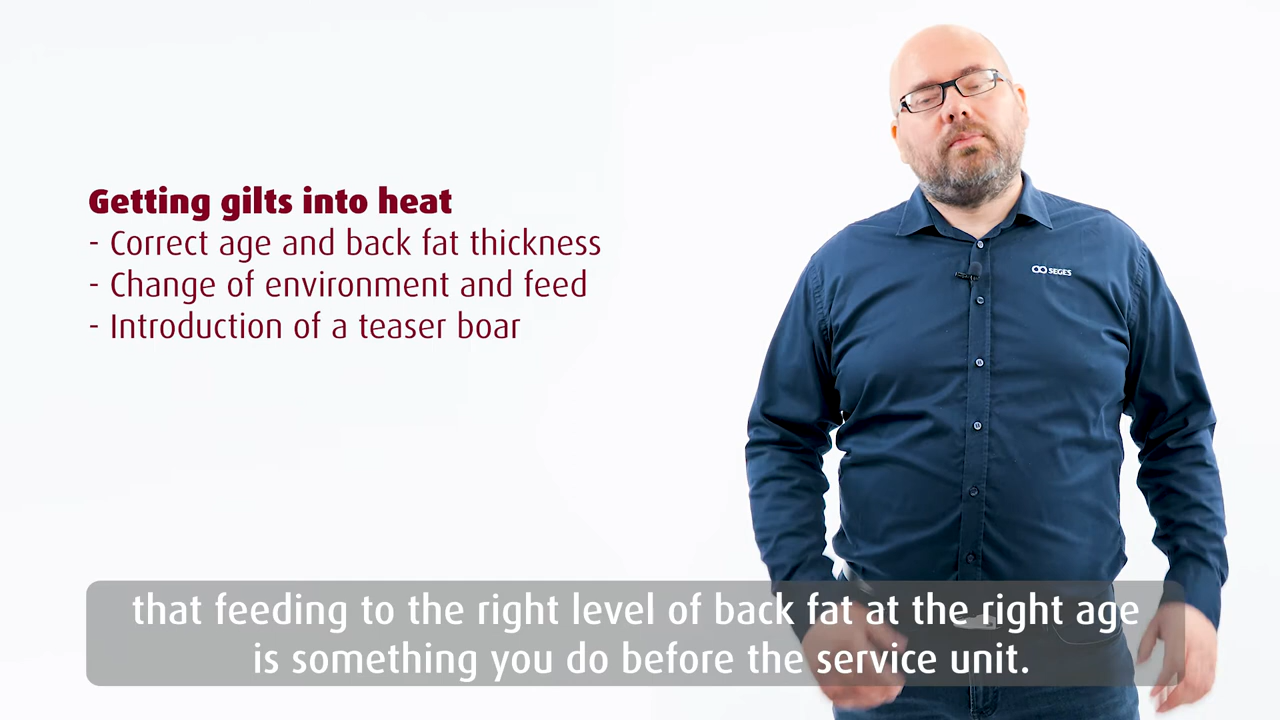 Getting gilts into heat
- Correct age and back fat thickness
- Change of environment and feed
- Introduction of a teaser boar
SEGES
that feeding to the right level of back fat at the right age
is something you do before the service unit.